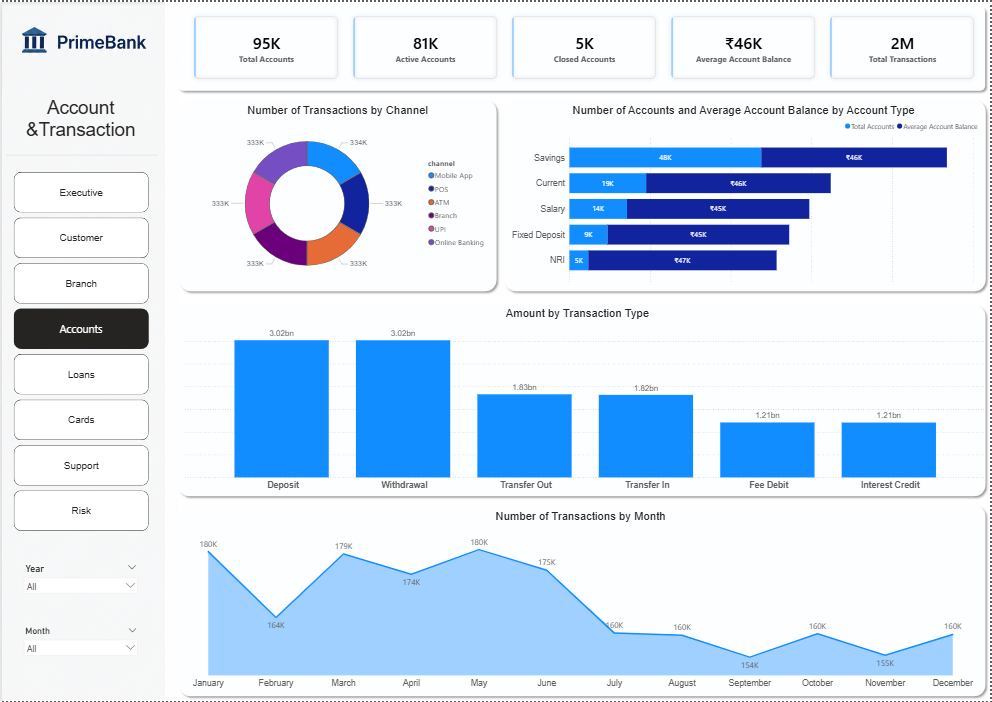 PrimeBank
Account
&Transaction
Executive
Customer
Branch
Accounts
Loans
Cards
Support
Risk
Year
All
Month
All
95K
Total Accounts
81K
Active Accounts
5K
Closed Accounts
₹46K
Average Account Balance
2M
Total Transactions
Number of Transactions by Channel
333K
334K
333K
333K
333K
333K
channel
Mobile App
POS
ATM
Branch
UPI
Online Banking
Number of Accounts and Average Account Balance by Account Type
Total Accounts Average Account Balance
Savings 48K ₹46K
Current 19K ₹46K
Salary 14K ₹45K
Fixed Deposit 9K ₹45K
NRI 5K ₹47K
Amount by Transaction Type
3.02bn 3.02bn 1.83bn 1.82bn 1.21bn 1.21bn
Deposit Withdrawal Transfer Out Transfer In Fee Debit Interest Credit
Number of Transactions by Month
180K 164K 179K 174K 180K 175K 160K 160K 154K 160K 155K 160K
January February March April May June July August September October November December